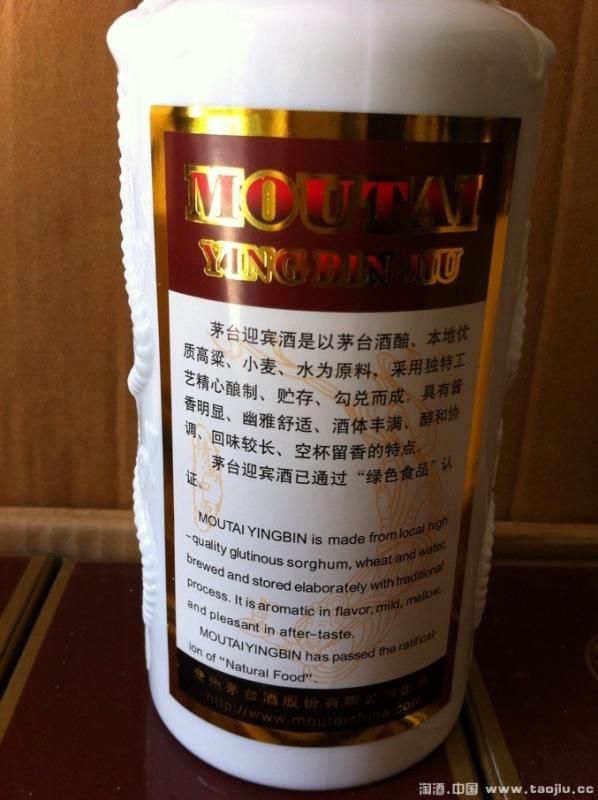 MOUTAI
YING BIN JIU
茅台迎宾酒是以茅台酒醅、本地优
质高粱、小麦、水为原料，采用独特工
艺精心酿制、贮存、勾兑而成。具有酱
香明显、幽雅舒适、酒体丰满、醇和协
调、回味较长、空杯留香的特点。
茅台迎宾酒已通过“绿色食品”认
证。
MOUTAI YINGBIN is made from local high
-quality glutinous sorghum, wheat and water,
brewed and stored elaborately with traditional
process. It is aromatic in flavor, mild, mellow,
and pleasant in after-taste.
MOUTAIYINGBIN has passed the ratificat-
ion of "Natural Food".
贵州茅台酒股份有限公司出品
http://www.moutaichina.com
淘酒.中国 www.taojiu.cc